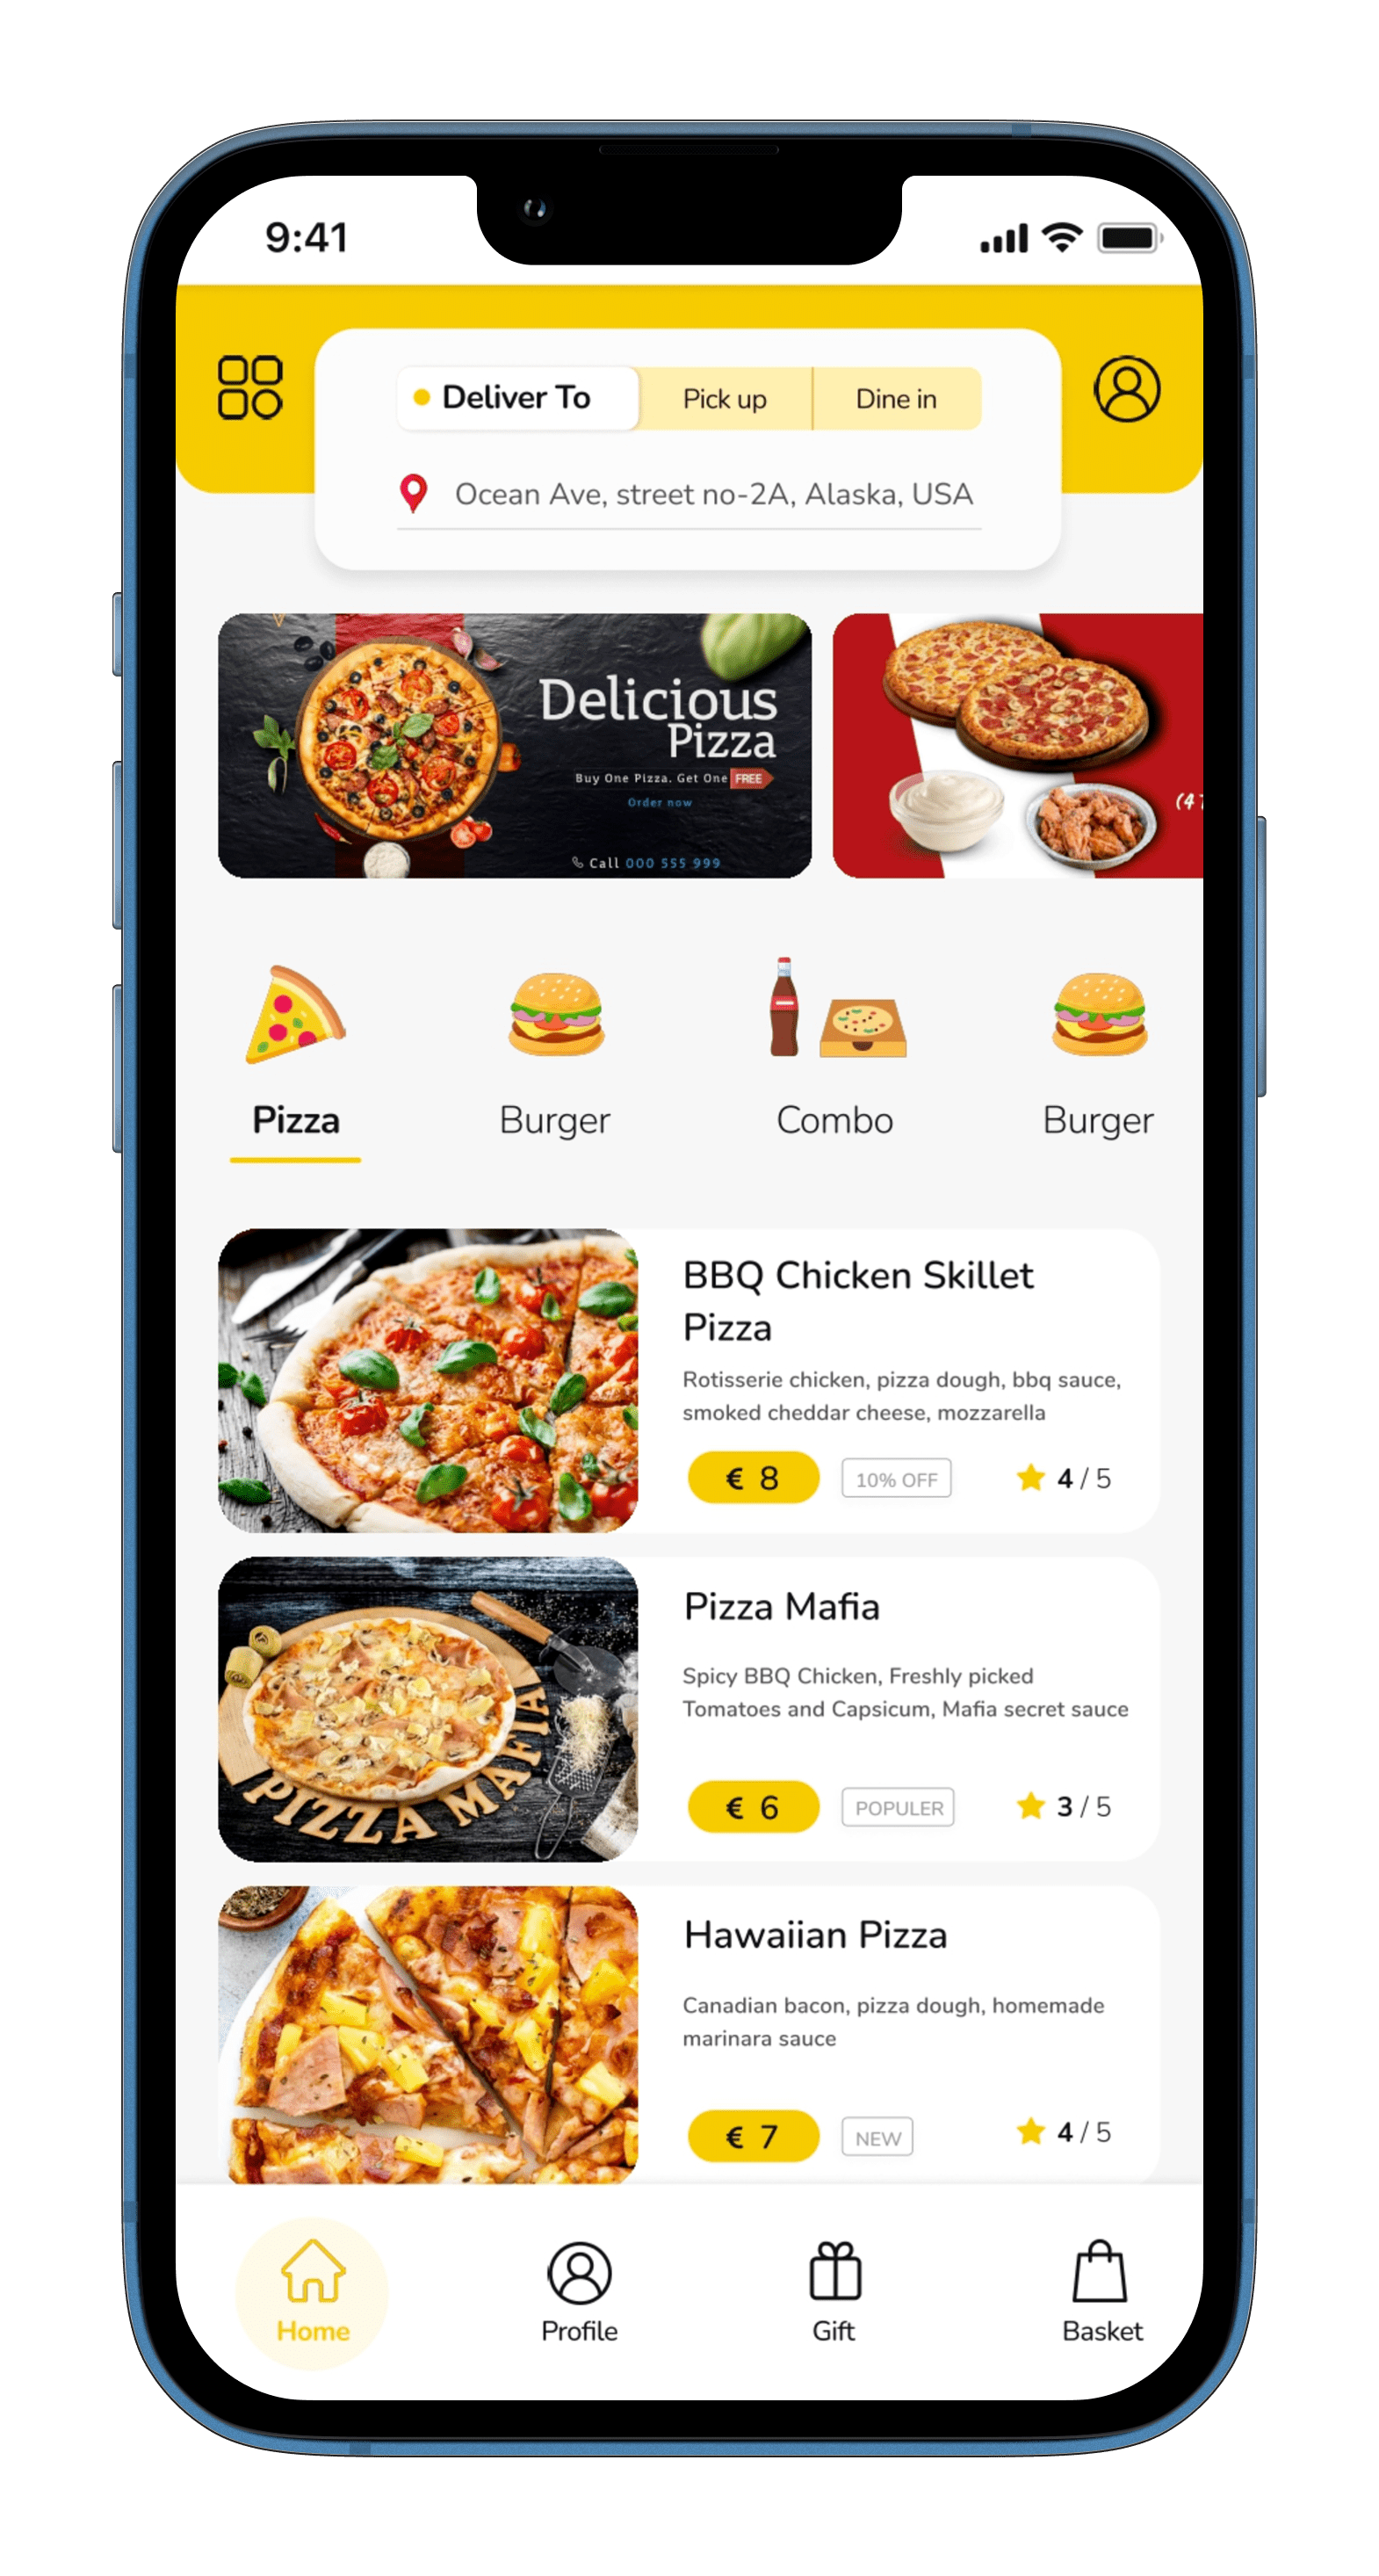 9:41
Deliver To
Pick up
Dine in
Ocean Ave, street no-2A, Alaska, USA
Delicious
Pizza
Buy One Pizza. Get One FREE
Order now
Call 000 555 999
(4
Pizza
Burger
Combo
Burger
BBQ Chicken Skillet
Pizza
Rotisserie chicken, pizza dough, bbq sauce,
smoked cheddar cheese, mozzarella
€ 8
10% OFF
4 / 5
PIZZA MAFIA
Pizza Mafia
Spicy BBQ Chicken, Freshly picked
Tomatoes and Capsicum, Mafia secret sauce
€ 6
POPULER
3 / 5
Hawaiian Pizza
Canadian bacon, pizza dough, homemade
marinara sauce
€ 7
NEW
4 / 5
Home
Profile
Gift
Basket